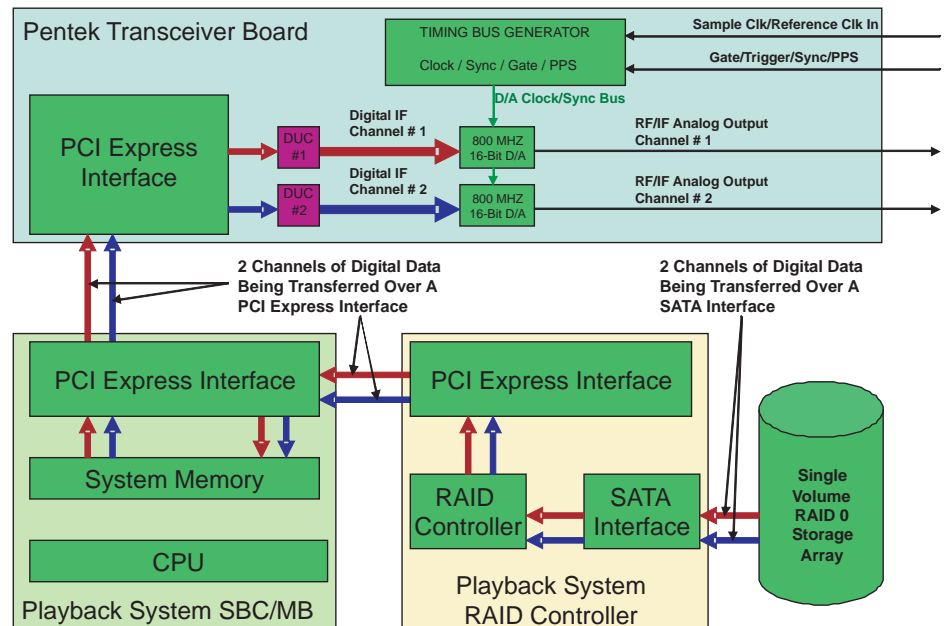 Pentek Transceiver Board
TIMING BUS GENERATOR
Clock / Sync / Gate / PPS
Sample Clk/Reference Clk In
Gate/Trigger/Sync/PPS
D/A Clock/Sync Bus
PCI Express
Interface
DUC
#1
Digital IF
Channel # 1
800 MHZ
16-Bit D/A
RF/IF Analog Output
Channel # 1
DUC
#2
Digital IF
Channel # 2
800 MHZ
16-Bit D/A
RF/IF Analog Output
Channel # 2
2 Channels of Digital Data
Being Transferred Over A
PCI Express Interface
2 Channels of Digital Data
Being Transferred Over A
SATA Interface
PCI Express Interface
System Memory
CPU
Playback System SBC/MB
PCI Express Interface
RAID
Controller
SATA
Interface
Playback System
RAID Controller
Single
Volume
RAID 0
Storage
Array